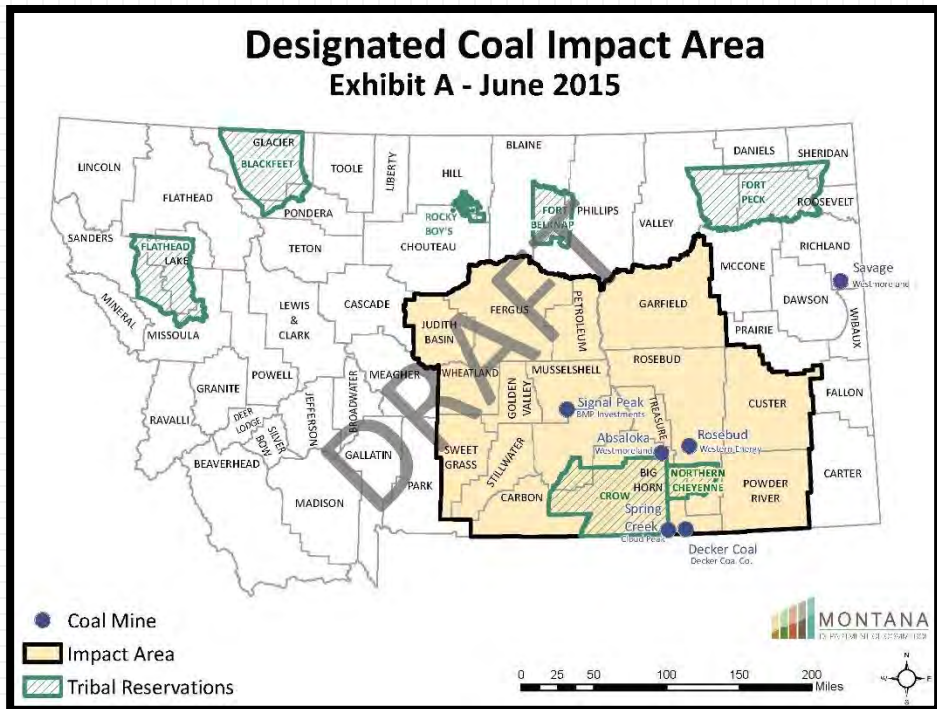 Designated Coal Impact Area
Exhibit A - June 2015
LINCOLN
FLATHEAD
GLACIER
BLACKFEET
TOOLE
LIBERTY
HILL
BLAINE
DANIELS
SHERIDAN
PONDERA
ROCKY
BOY'S
CHOUTEAU
FORT
BELKNAP
PHILLIPS
VALLEY
FORT
PECK
ROOSEVELT
SANDERS
FLATHEAD
LAKE
TETON
RICHLAND
MCCONE
Savage
Westmoreland
MINERAL
MISSOULA
LEWIS
&
CLARK
CASCADE
JUDITH
BASIN
FERGUS
PETROLEUM
GARFIELD
DAWSON
PRAIRIE
WIBAUX
POWELL
GRANITE
MEAGHER
WHEATLAND
GOLDEN
VALLEY
MUSSELSHELL
ROSEBUD
CUSTER
FALLON
RAVALLI
DEER
LODGE
SILVER
BOW
JEFFERSON
BROADWATER
Signal Peak
BMP Investments
TREASURE
Absaloka
Westmoreland
Rosebud
Western Energy
BEAVERHEAD
GALLATIN
PARK
SWEET
GRASS
STILLWATER
BIG
HORN
NORTHERN
CHEYENNE
CARTER
MADISON
CARBON
CROW
POWDER
RIVER
Spring
Creek
Cloud Peak
Decker Coal
Decker Coal Co.
DRAFT
Coal Mine
Impact Area
Tribal Reservations
MONTANA
DEPARTMENT OF COMMERCE
0 25 50 100 150 200
Miles
N
W E
S